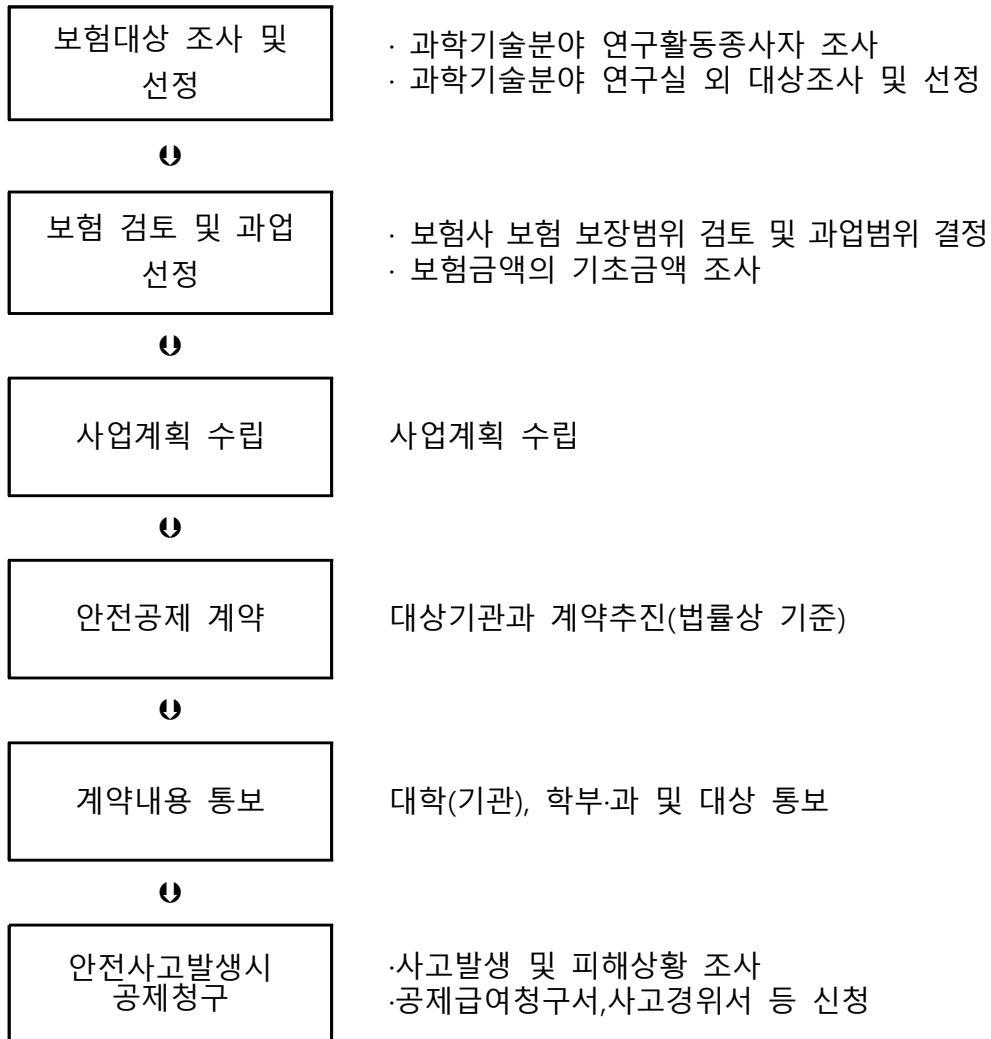 보험대상 조사 및
선정
· 과학기술분야 연구활동종사자 조사
· 과학기술분야 연구실 외 대상조사 및 선정
보험 검토 및 과업
선정
· 보험사 보험 보장범위 검토 및 과업범위 결정
· 보험금액의 기초금액 조사
사업계획 수립
사업계획 수립
안전공제 계약
대상기관과 계약추진(법률상 기준)
계약내용 통보
대학(기관), 학부·과 및 대상 통보
안전사고발생시
공제청구
·사고발생 및 피해상황 조사
·공제급여청구서,사고경위서 등 신청